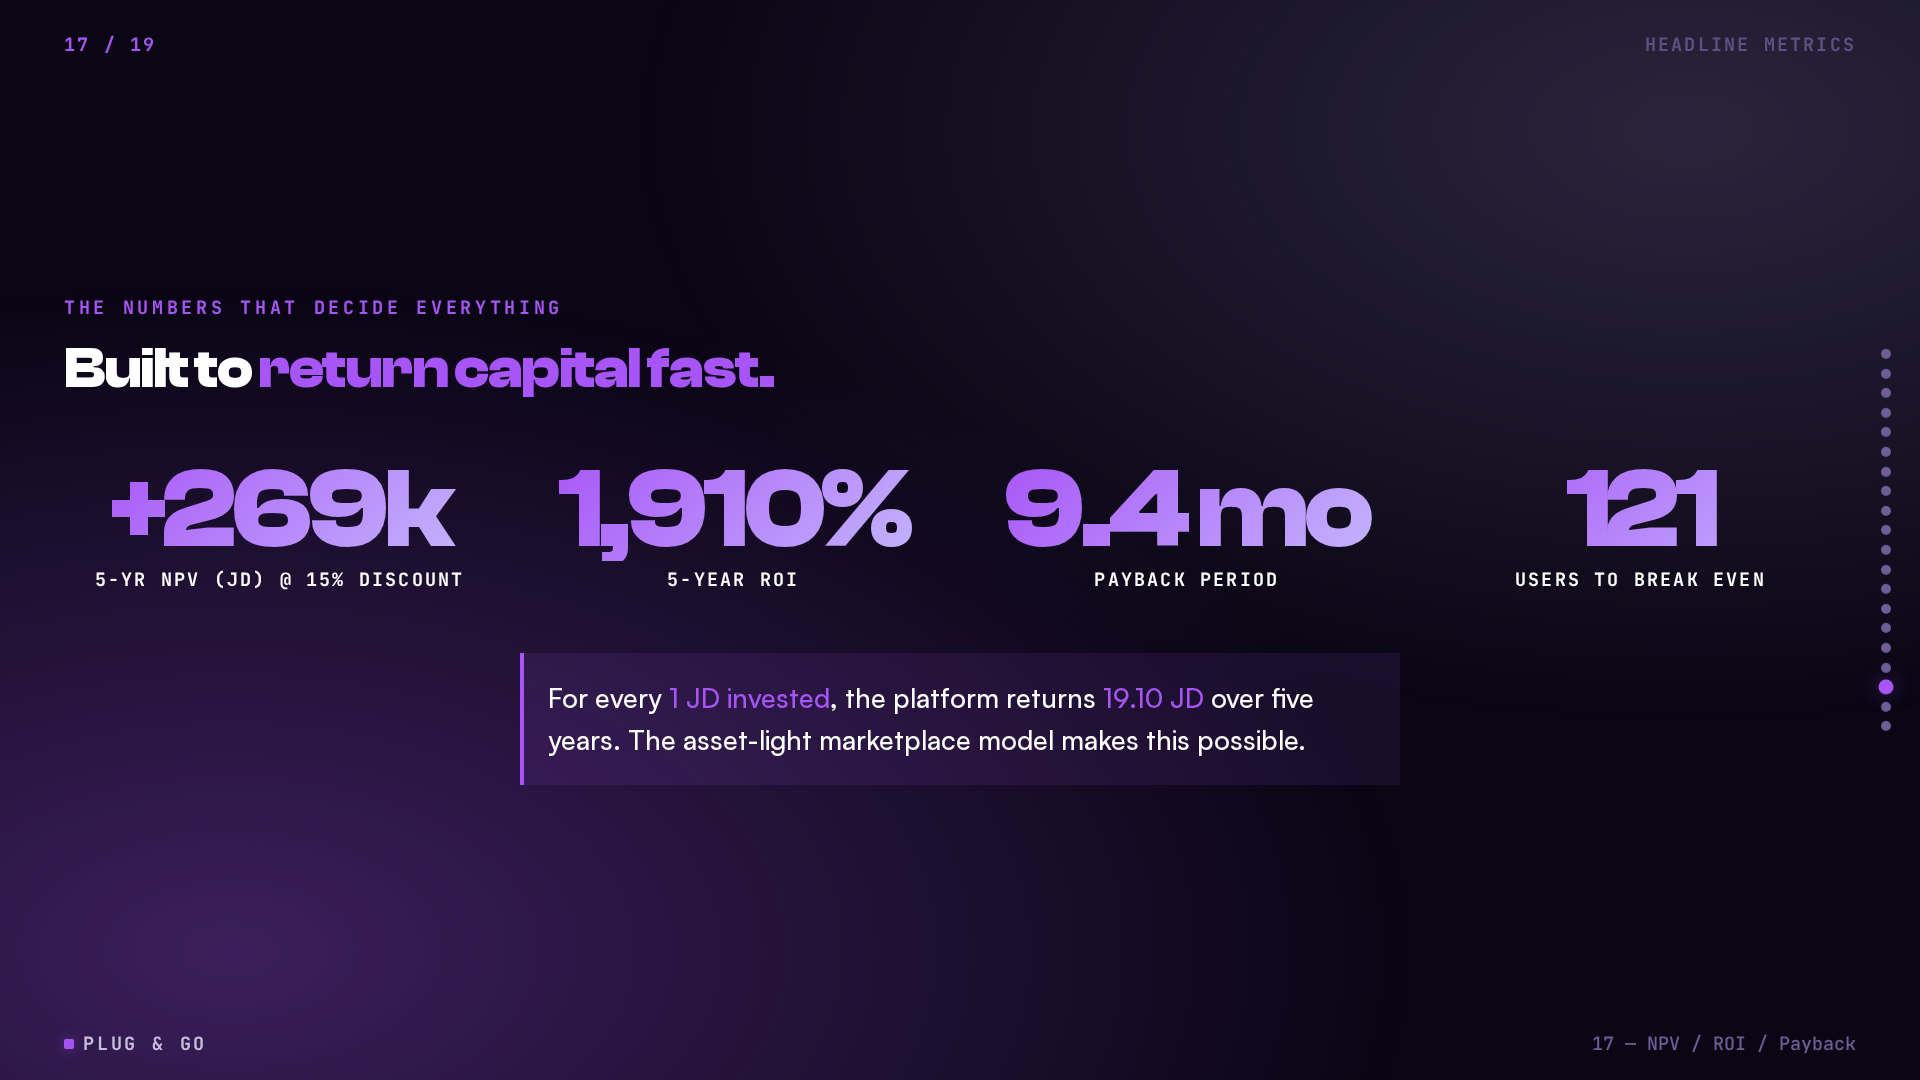 17 / 19
HEADLINE METRICS
THE NUMBERS THAT DECIDE EVERYTHING
Built to return capital fast.
+269k
1,910%
9.4 mo
121
5-YR NPV (JD) @ 15% DISCOUNT
5-YEAR ROI
PAYBACK PERIOD
USERS TO BREAK EVEN
For every 1 JD invested, the platform returns 19.10 JD over five
years. The asset-light marketplace model makes this possible.
PLUG & GO
17 — NPV / ROI / Payback